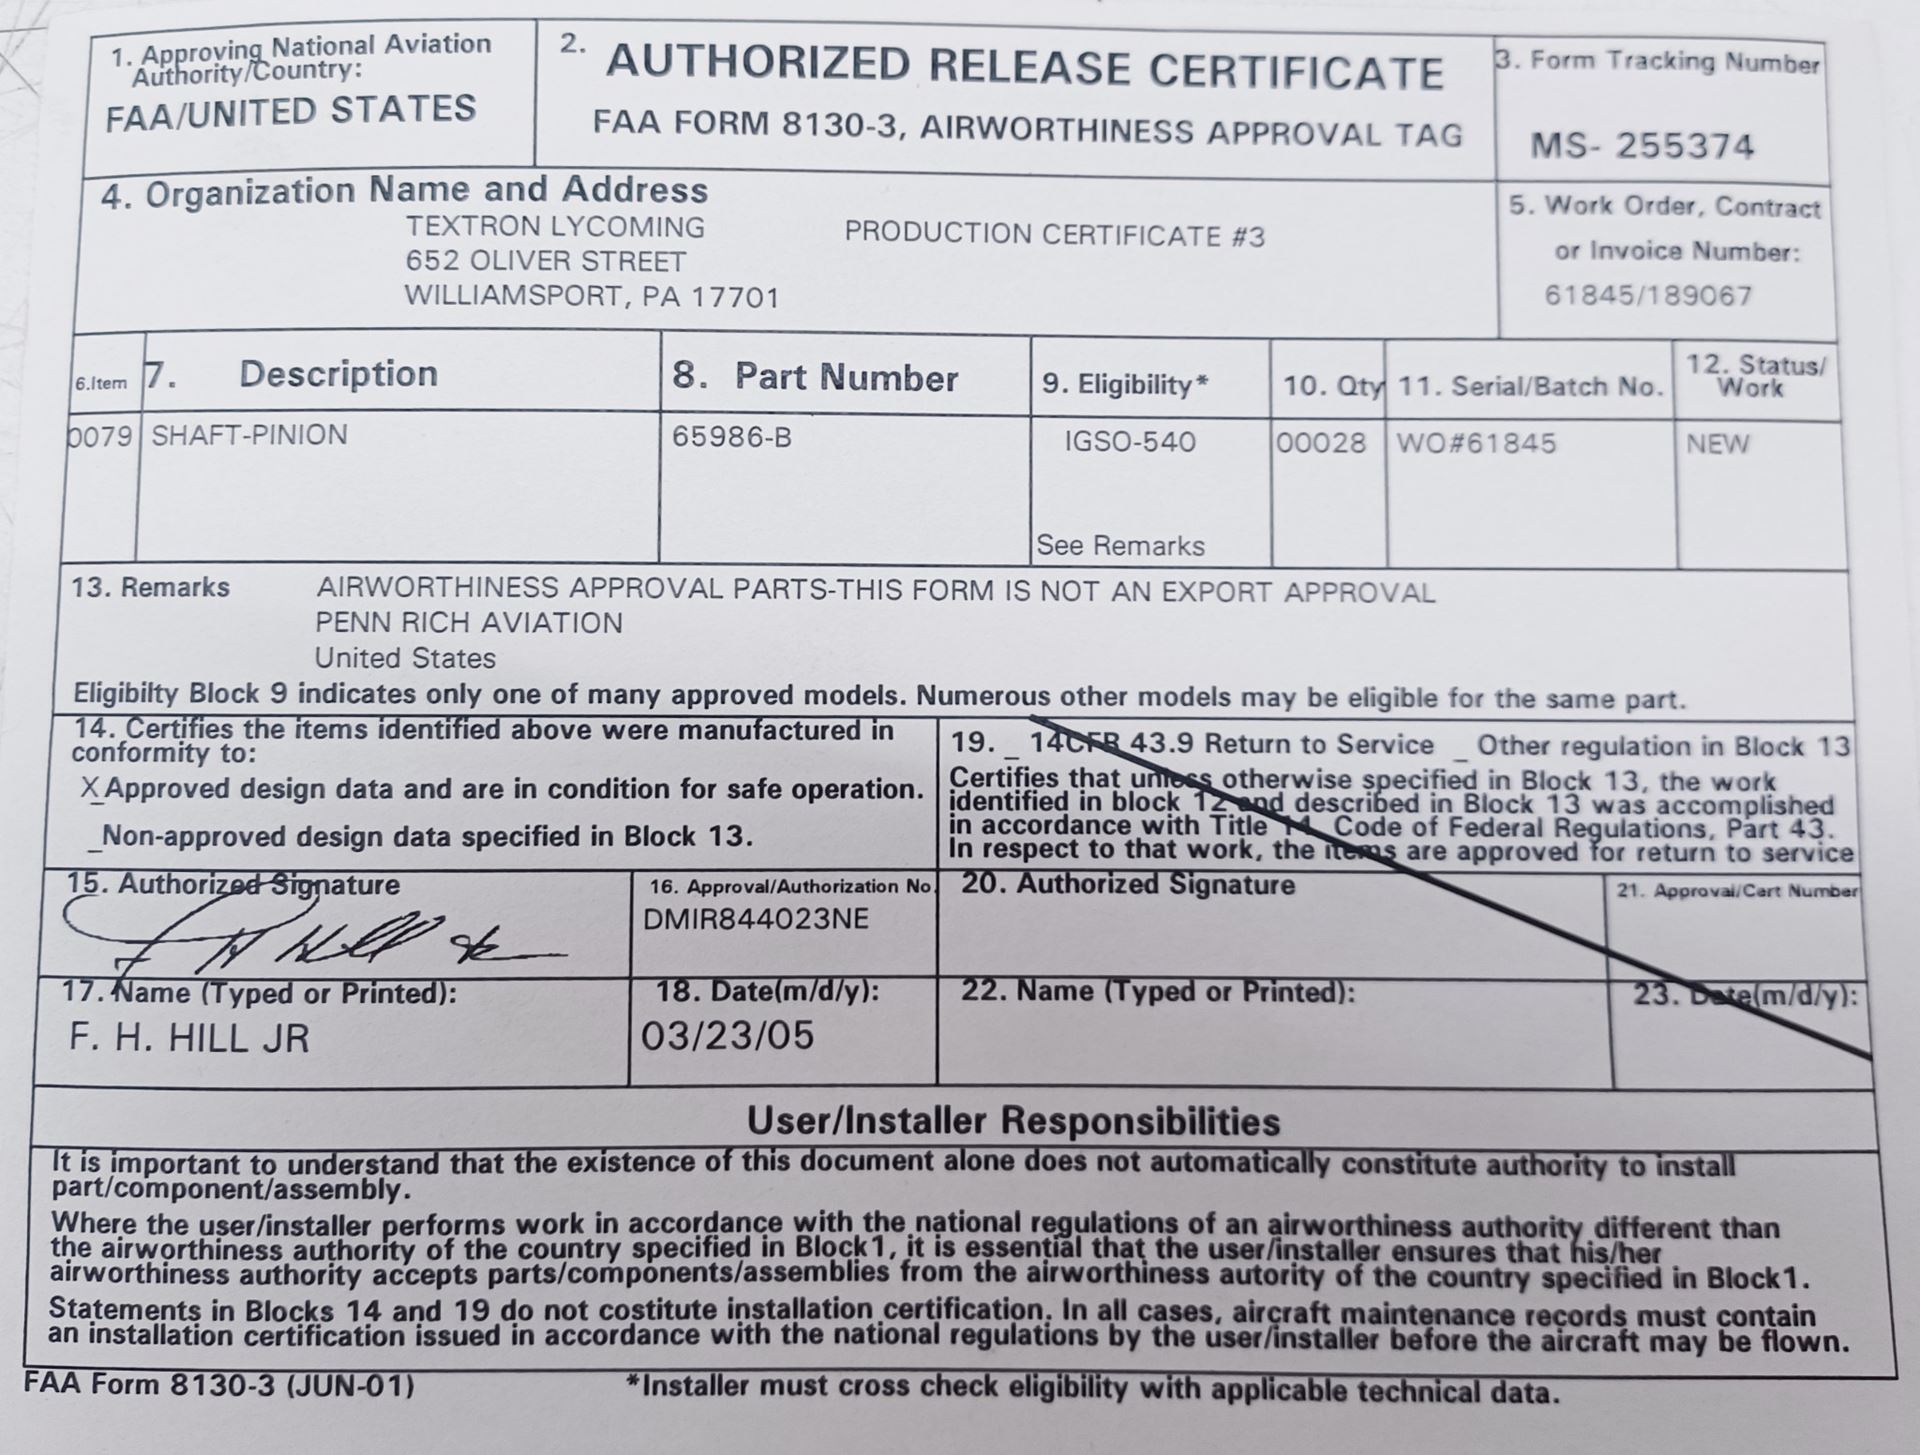 1. Approving National Aviation
Authority/Country:
FAA/UNITED STATES
2. AUTHORIZED RELEASE CERTIFICATE
FAA FORM 8130-3, AIRWORTHINESS APPROVAL TAG
3. Form Tracking Number
MS- 255374
4. Organization Name and Address
TEXTRON LYCOMING PRODUCTION CERTIFICATE #3
652 OLIVER STREET
WILLIAMSPORT, PA 17701
5. Work Order, Contract
or Invoice Number:
61845/189067
6.Item 7. Description 8. Part Number 9. Eligibility* 10. Qty 11. Serial/Batch No. 12. Status/
Work
0079 SHAFT-PINION 65986-B IGSO-540 00028 WO#61845 NEW
See Remarks
13. Remarks AIRWORTHINESS APPROVAL PARTS-THIS FORM IS NOT AN EXPORT APPROVAL
PENN RICH AVIATION
United States
Eligibilty Block 9 indicates only one of many approved models. Numerous other models may be eligible for the same part.
14. Certifies the items identified above were manufactured in
conformity to:
X Approved design data and are in condition for safe operation.
_Non-approved design data specified in Block 13.
19. _ 14CFR 43.9 Return to Service _ Other regulation in Block 13
Certifies that unless otherwise specified in Block 13, the work
identified in block 12 and described in Block 13 was accomplished
in accordance with Title 14, Code of Federal Regulations, Part 43.
In respect to that work, the items are approved for return to service
15. Authorized Signature
F H Hill Jr
16. Approval/Authorization No.
DMIR844023NE
20. Authorized Signature
21. Approval/Cert Number
17. Name (Typed or Printed):
F. H. HILL JR
18. Date(m/d/y):
03/23/05
22. Name (Typed or Printed):
23. Date(m/d/y):
User/Installer Responsibilities
It is important to understand that the existence of this document alone does not automatically constitute authority to install
part/component/assembly.
Where the user/installer performs work in accordance with the national regulations of an airworthiness authority different than
the airworthiness authority of the country specified in Block1, it is essential that the user/installer ensures that his/her
airworthiness authority accepts parts/components/assemblies from the airworthiness autority of the country specified in Block1.
Statements in Blocks 14 and 19 do not costitute installation certification. In all cases, aircraft maintenance records must contain
an installation certification issued in accordance with the national regulations by the user/installer before the aircraft may be flown.
FAA Form 8130-3 (JUN-01) *Installer must cross check eligibility with applicable technical data.